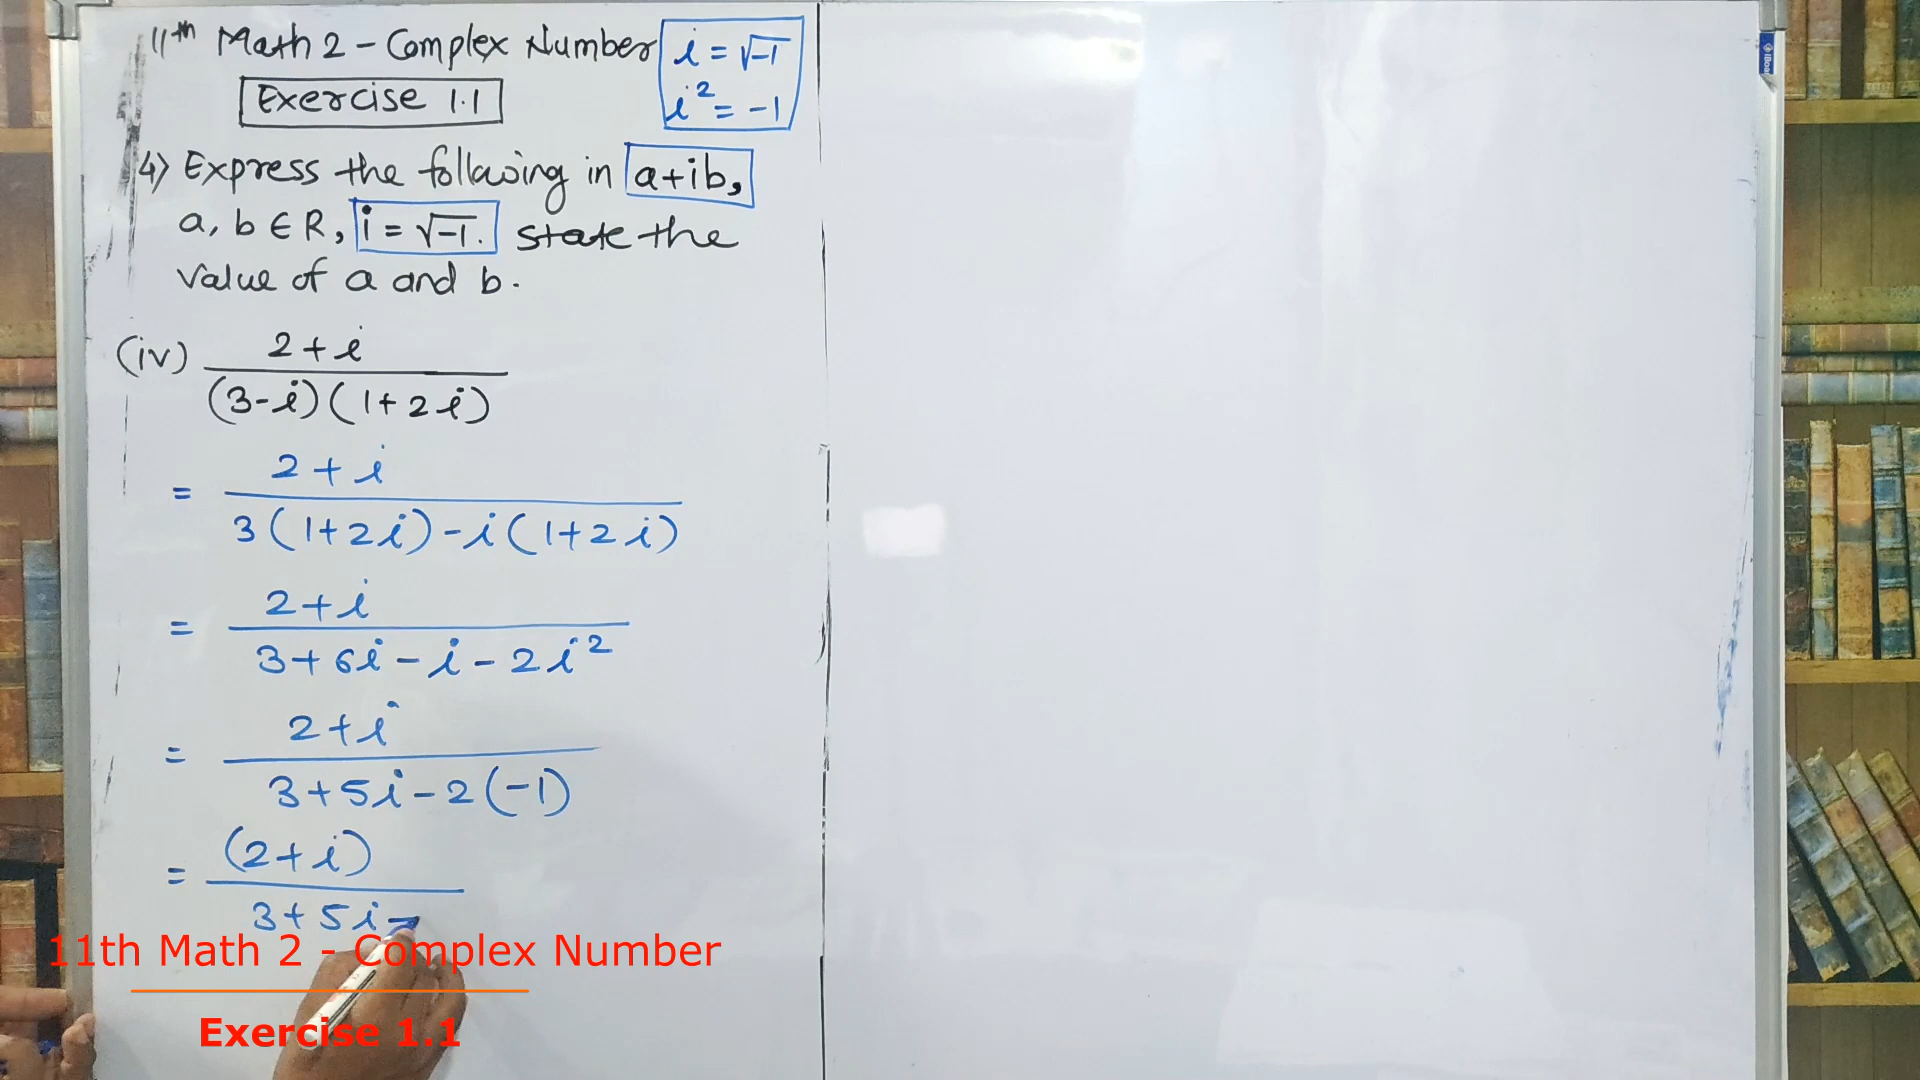 11th Math 2 - Complex Number
i = √-1
i² = -1
Exercise 1.1
4) Express the following in a+ib,
a, b ∈ R, i = √-1. state the
value of a and b.
(iv) 2+i / (3-i)(1+2i)
= 2+i / 3(1+2i)-i(1+2i)
= 2+i / 3+6i-i-2i²
= 2+i / 3+5i-2(-1)
= (2+i) / 3+5i-
11th Math 2 - Complex Number
Exercise 1.1